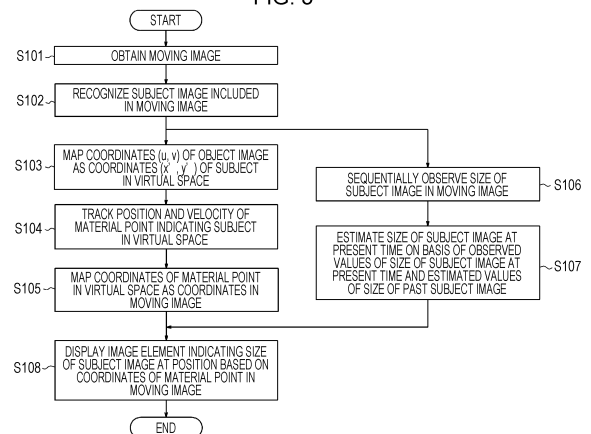 START
S101
OBTAIN MOVING IMAGE
S102
RECOGNIZE SUBJECT IMAGE INCLUDED
IN MOVING IMAGE
S103
MAP COORDINATES (u, v) OF OBJECT IMAGE
AS COORDINATES (x', y') OF SUBJECT
IN VIRTUAL SPACE
S104
TRACK POSITION AND VELOCITY OF
MATERIAL POINT INDICATING SUBJECT
IN VIRTUAL SPACE
S105
MAP COORDINATES OF MATERIAL POINT
IN VIRTUAL SPACE AS COORDINATES IN
MOVING IMAGE
SEQUENTIALLY OBSERVE SIZE OF
SUBJECT IMAGE IN MOVING IMAGE
S106
ESTIMATE SIZE OF SUBJECT IMAGE AT
PRESENT TIME ON BASIS OF OBSERVED
VALUES OF SIZE OF SUBJECT IMAGE AT
PRESENT TIME AND ESTIMATED VALUES
OF SIZE OF PAST SUBJECT IMAGE
S107
S108
DISPLAY IMAGE ELEMENT INDICATING SIZE
OF SUBJECT IMAGE AT POSITION BASED ON
COORDINATES OF MATERIAL POINT IN
MOVING IMAGE
END